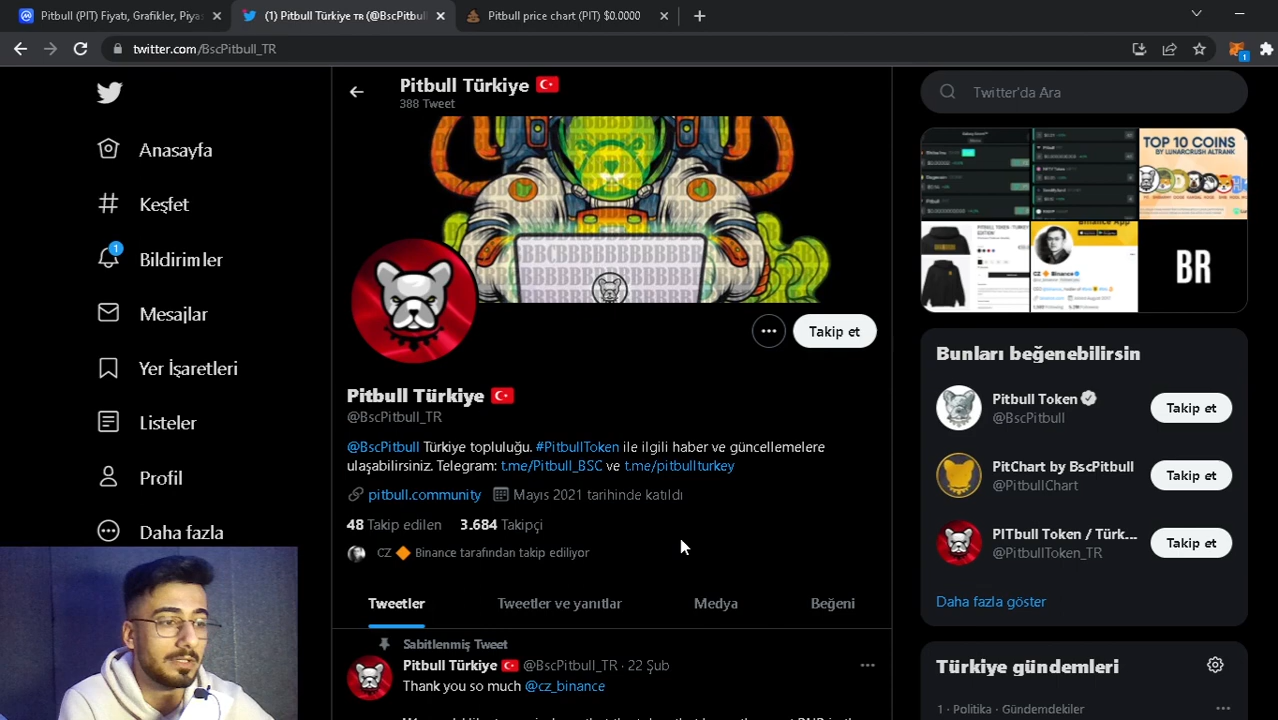 Pitbull (PIT) Fiyatı, Grafikler, Piyas
(1) Pitbull Türkiye TR (@BscPitbull
Pitbull price chart (PIT) $0.0000
twitter.com/BscPitbull_TR
1
Pitbull Türkiye
388 Tweet
Twitter'da Ara
Anasayfa
Keşfet
1
Bildirimler
Mesajlar
Yer İşaretleri
Listeler
Profil
Daha fazla
Takip et
Pitbull Türkiye
@BscPitbull_TR
@BscPitbull Türkiye topluluğu. #PitbullToken ile ilgili haber ve güncellemelere
ulaşabilirsiniz. Telegram: t.me/Pitbull_BSC ve t.me/pitbullturkey
pitbull.community Mayıs 2021 tarihinde katıldı
48 Takip edilen 3.684 Takipçi
CZ Binance tarafından takip ediliyor
Tweetler Tweetler ve yanıtlar Medya Beğeni
Sabitlenmiş Tweet
Pitbull Türkiye @BscPitbull_TR · 22 Şub
Thank you so much @cz_binance
TOP 10 COINS
BY LUNARCRUSH ALTRANK
CZ Binance
BR
Bunları beğenebilirsin
Pitbull Token
@BscPitbull
Takip et
PitChart by BscPitbull
@PitbullChart
Takip et
PITbull Token / Türk...
@PitbullToken_TR
Takip et
Daha fazla göster
Türkiye gündemleri
1 · Politika · Gündemdekiler